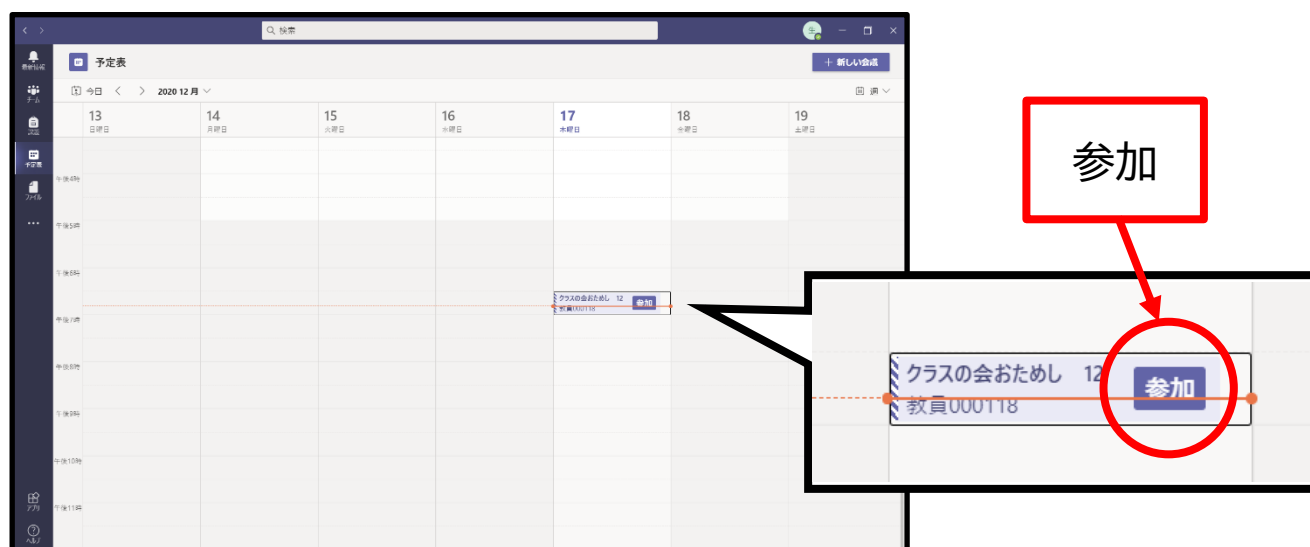 検索
最新情報
予定表
+ 新しい会議
チーム
今日 < > 2020 12 月
週
13
日曜日
14
月曜日
15
火曜日
16
水曜日
17
木曜日
18
金曜日
19
土曜日
課題
予定表
ファイル
午後4時
午後5時
午後6時
午後7時
午後8時
午後9時
午後10時
午後11時
クラスの会おためし 12
参加
教員000118
アプリ
ヘルプ
参加
クラスの会おためし 12
参加
教員000118